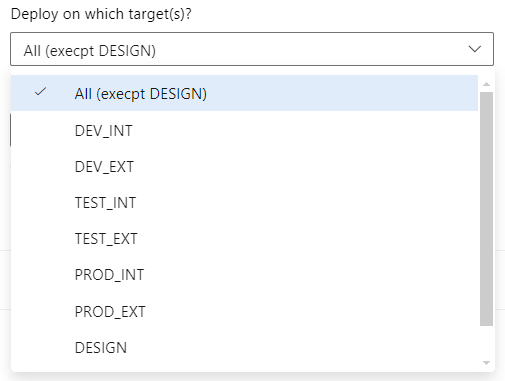 Deploy on which target(s)?
All (execpt DESIGN)
All (execpt DESIGN)
DEV_INT
DEV_EXT
TEST_INT
TEST_EXT
PROD_INT
PROD_EXT
DESIGN